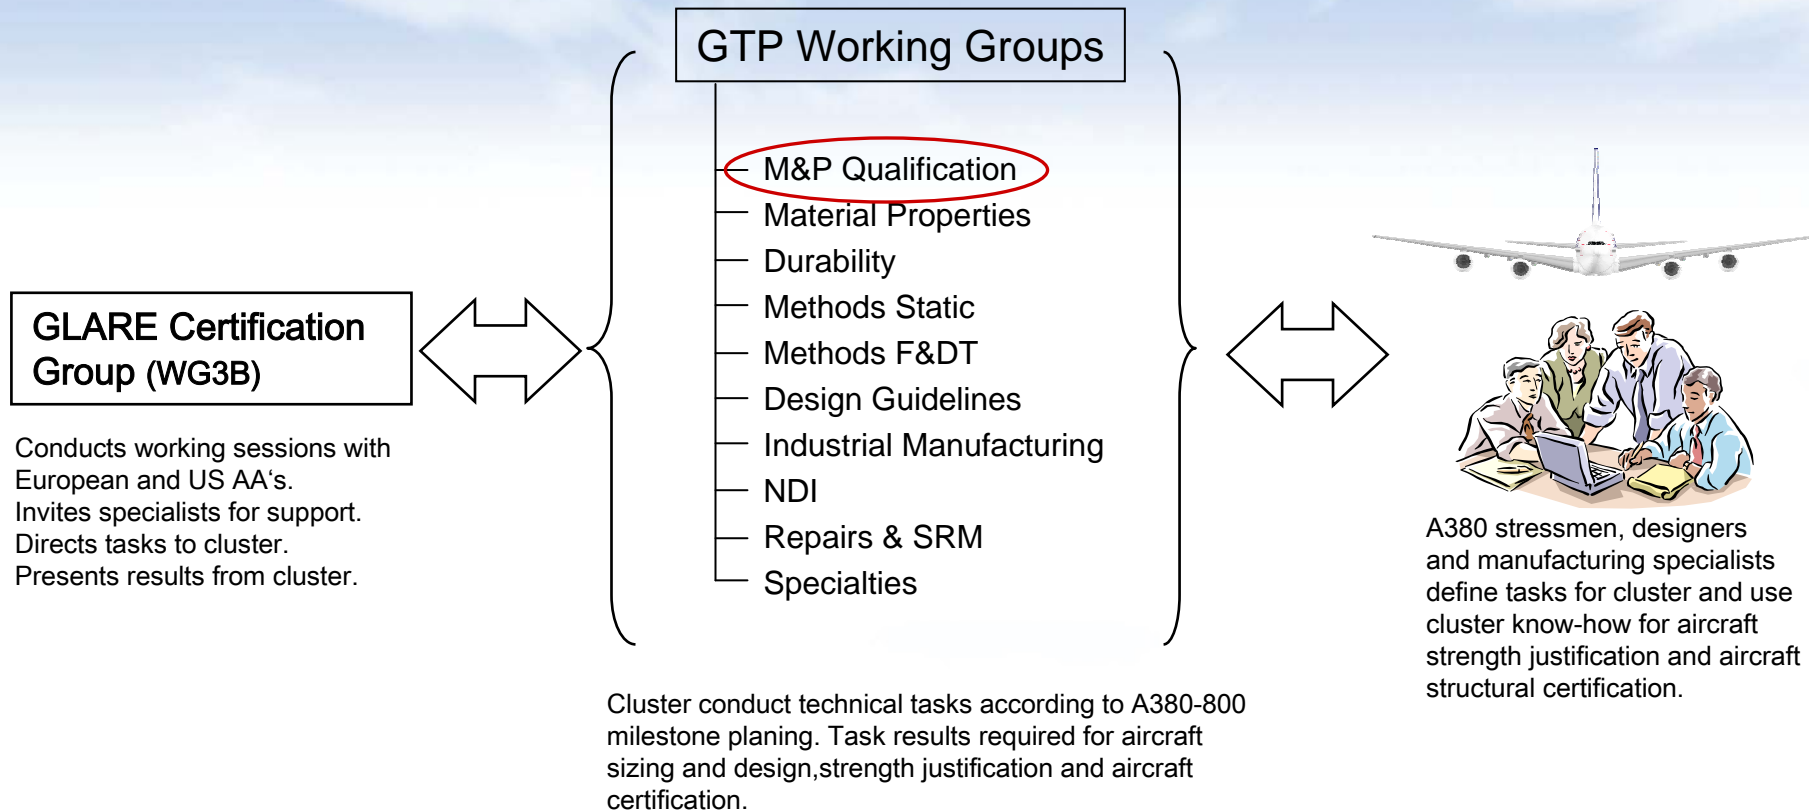 GTP Working Groups
M&P Qualification
Material Properties
Durability
Methods Static
Methods F&DT
Design Guidelines
Industrial Manufacturing
NDI
Repairs & SRM
Specialties
GLARE Certification
Group (WG3B)
Conducts working sessions with
European and US AA‘s.
Invites specialists for support.
Directs tasks to cluster.
Presents results from cluster.
Cluster conduct technical tasks according to A380-800
milestone planing. Task results required for aircraft
sizing and design,strength justification and aircraft
certification.
A380 stressmen, designers
and manufacturing specialists
define tasks for cluster and use
cluster know-how for aircraft
strength justification and aircraft
structural certification.